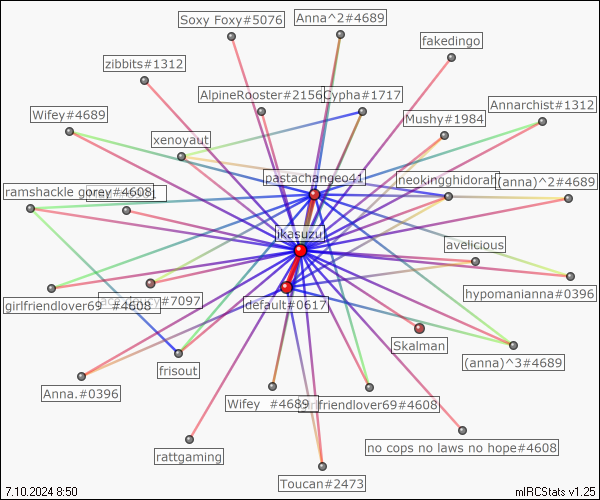 Soxy Foxy#5076
Anna^2#4689
fakedingo
zibbits#1312
AlpineRooster#2156
Cypha#1717
Annarchist#1312
Wifey#4689
Mushy#1984
xenoyaut
pastachangeo41
neokingghidorah
(anna)^2#4689
ramshackle gorey#4608
ikasuzu
avelicious
hypomanianna#0396
girlfriendlover69 #4608
#7097
default#0617
Skalman
(anna)^3#4689
frisout
Anna.#0396
Wifey #4689
girlfriendlover69#4608
no cops no laws no hope#4608
rattgaming
Toucan#2473
7.10.2024 8:50
mIRCStats v1.25